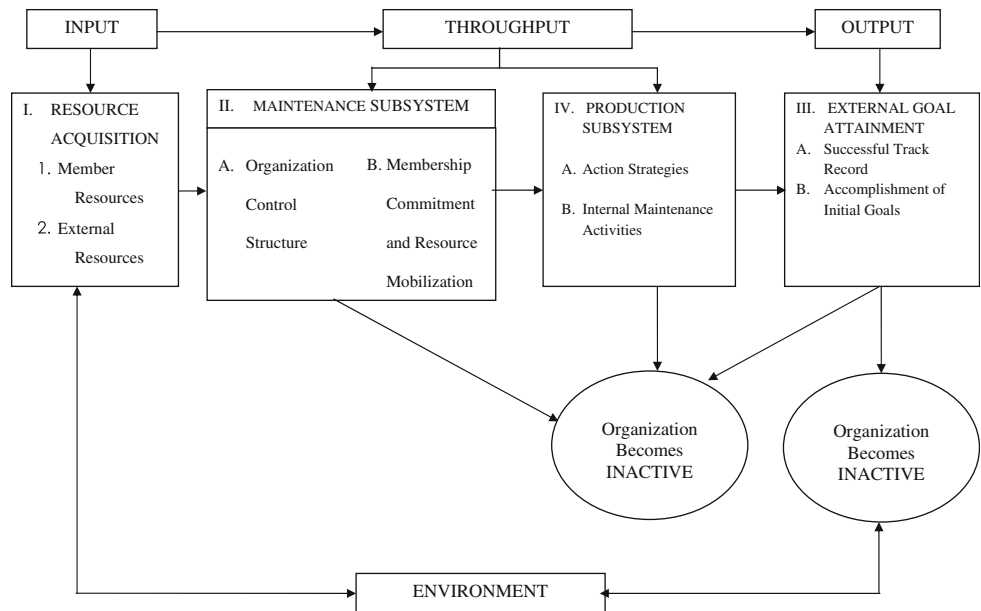 INPUT
THROUGHPUT
OUTPUT
I. RESOURCE
ACQUISITION
1. Member
Resources
2. External
Resources
II. MAINTENANCE SUBSYSTEM
A. Organization
Control
Structure
B. Membership
Commitment
and Resource
Mobilization
IV. PRODUCTION
SUBSYSTEM
A. Action Strategies
B. Internal Maintenance
Activities
III. EXTERNAL GOAL
ATTAINMENT
A. Successful Track
Record
B. Accomplishment of
Initial Goals
Organization
Becomes
INACTIVE
Organization
Becomes
INACTIVE
ENVIRONMENT